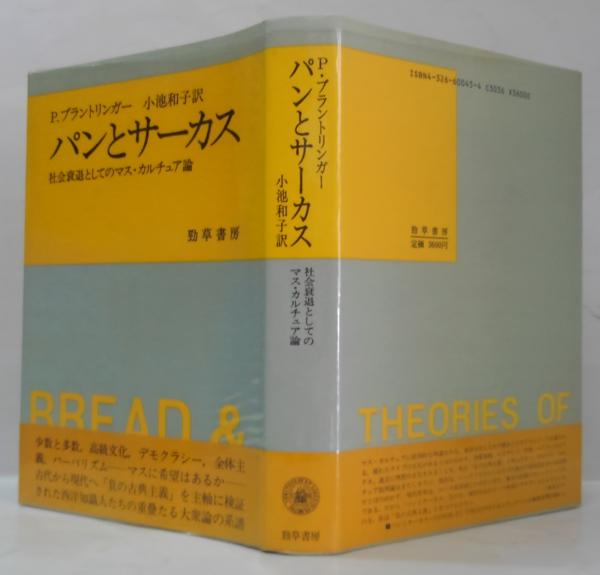 P.ブラントリンガー 小池和子訳
パンとサーカス
社会衰退としてのマス・カルチュア論
勁草書房
BREAD &
少数と多数，高級文化，デモクラシー，全体主
義，バーバリズム——マスに希望はあるか——
古代から現代へ「負の古典主義」を主軸に検証
された西洋知識人たちの重畳たる大衆論の系譜
P・ブラントリンガー
パンとサーカス
小池和子訳
社会衰退としての
マス・カルチュア論
勁草書房
ISBN4-326-60045-4 C3036 ¥3600E
勁草書房
定価 3600円
THEORIES OF